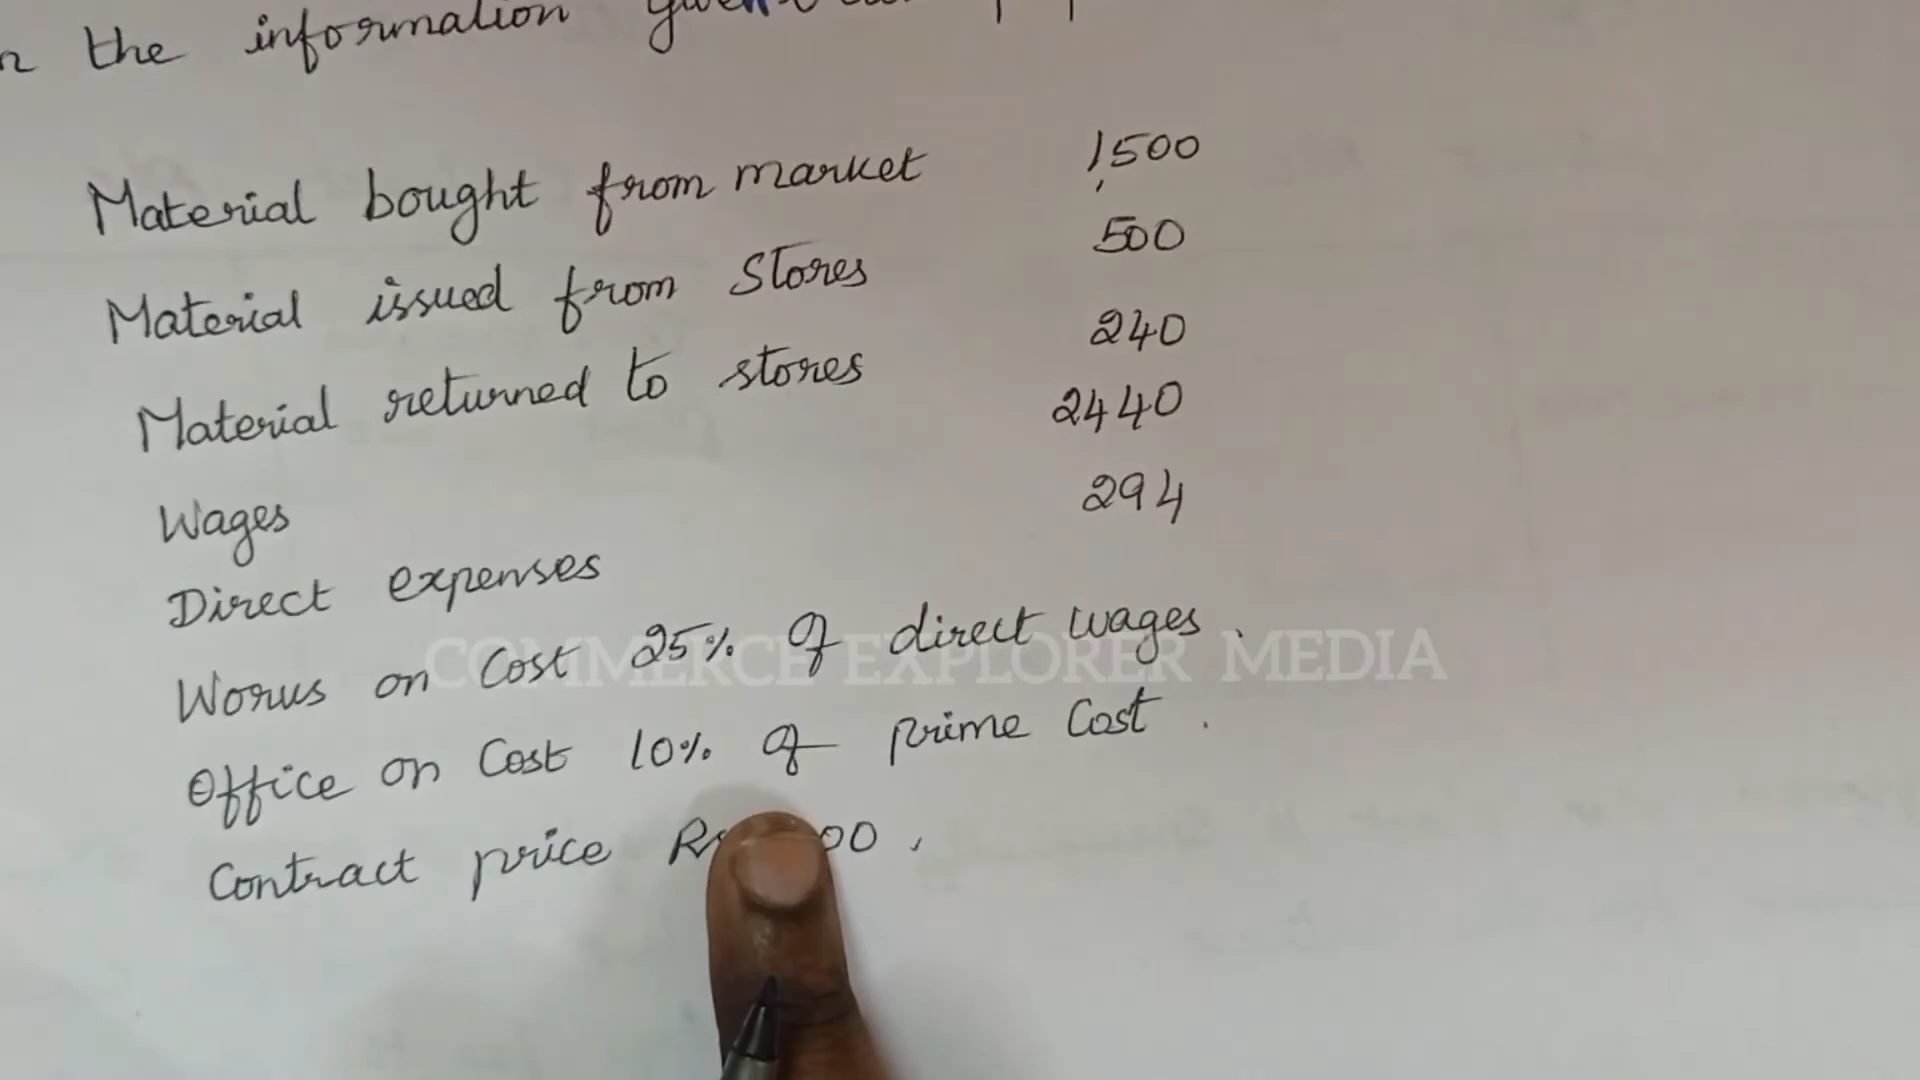 the information
Material bought from market 1,500
Material issued from Stores 500
Material returned to stores 240
Wages 2440
Direct expenses 294
Works on Cost 25% of direct wages.
Office on Cost 10% of prime Cost.
Contract price
COMMERCE EXPLORER MEDIA